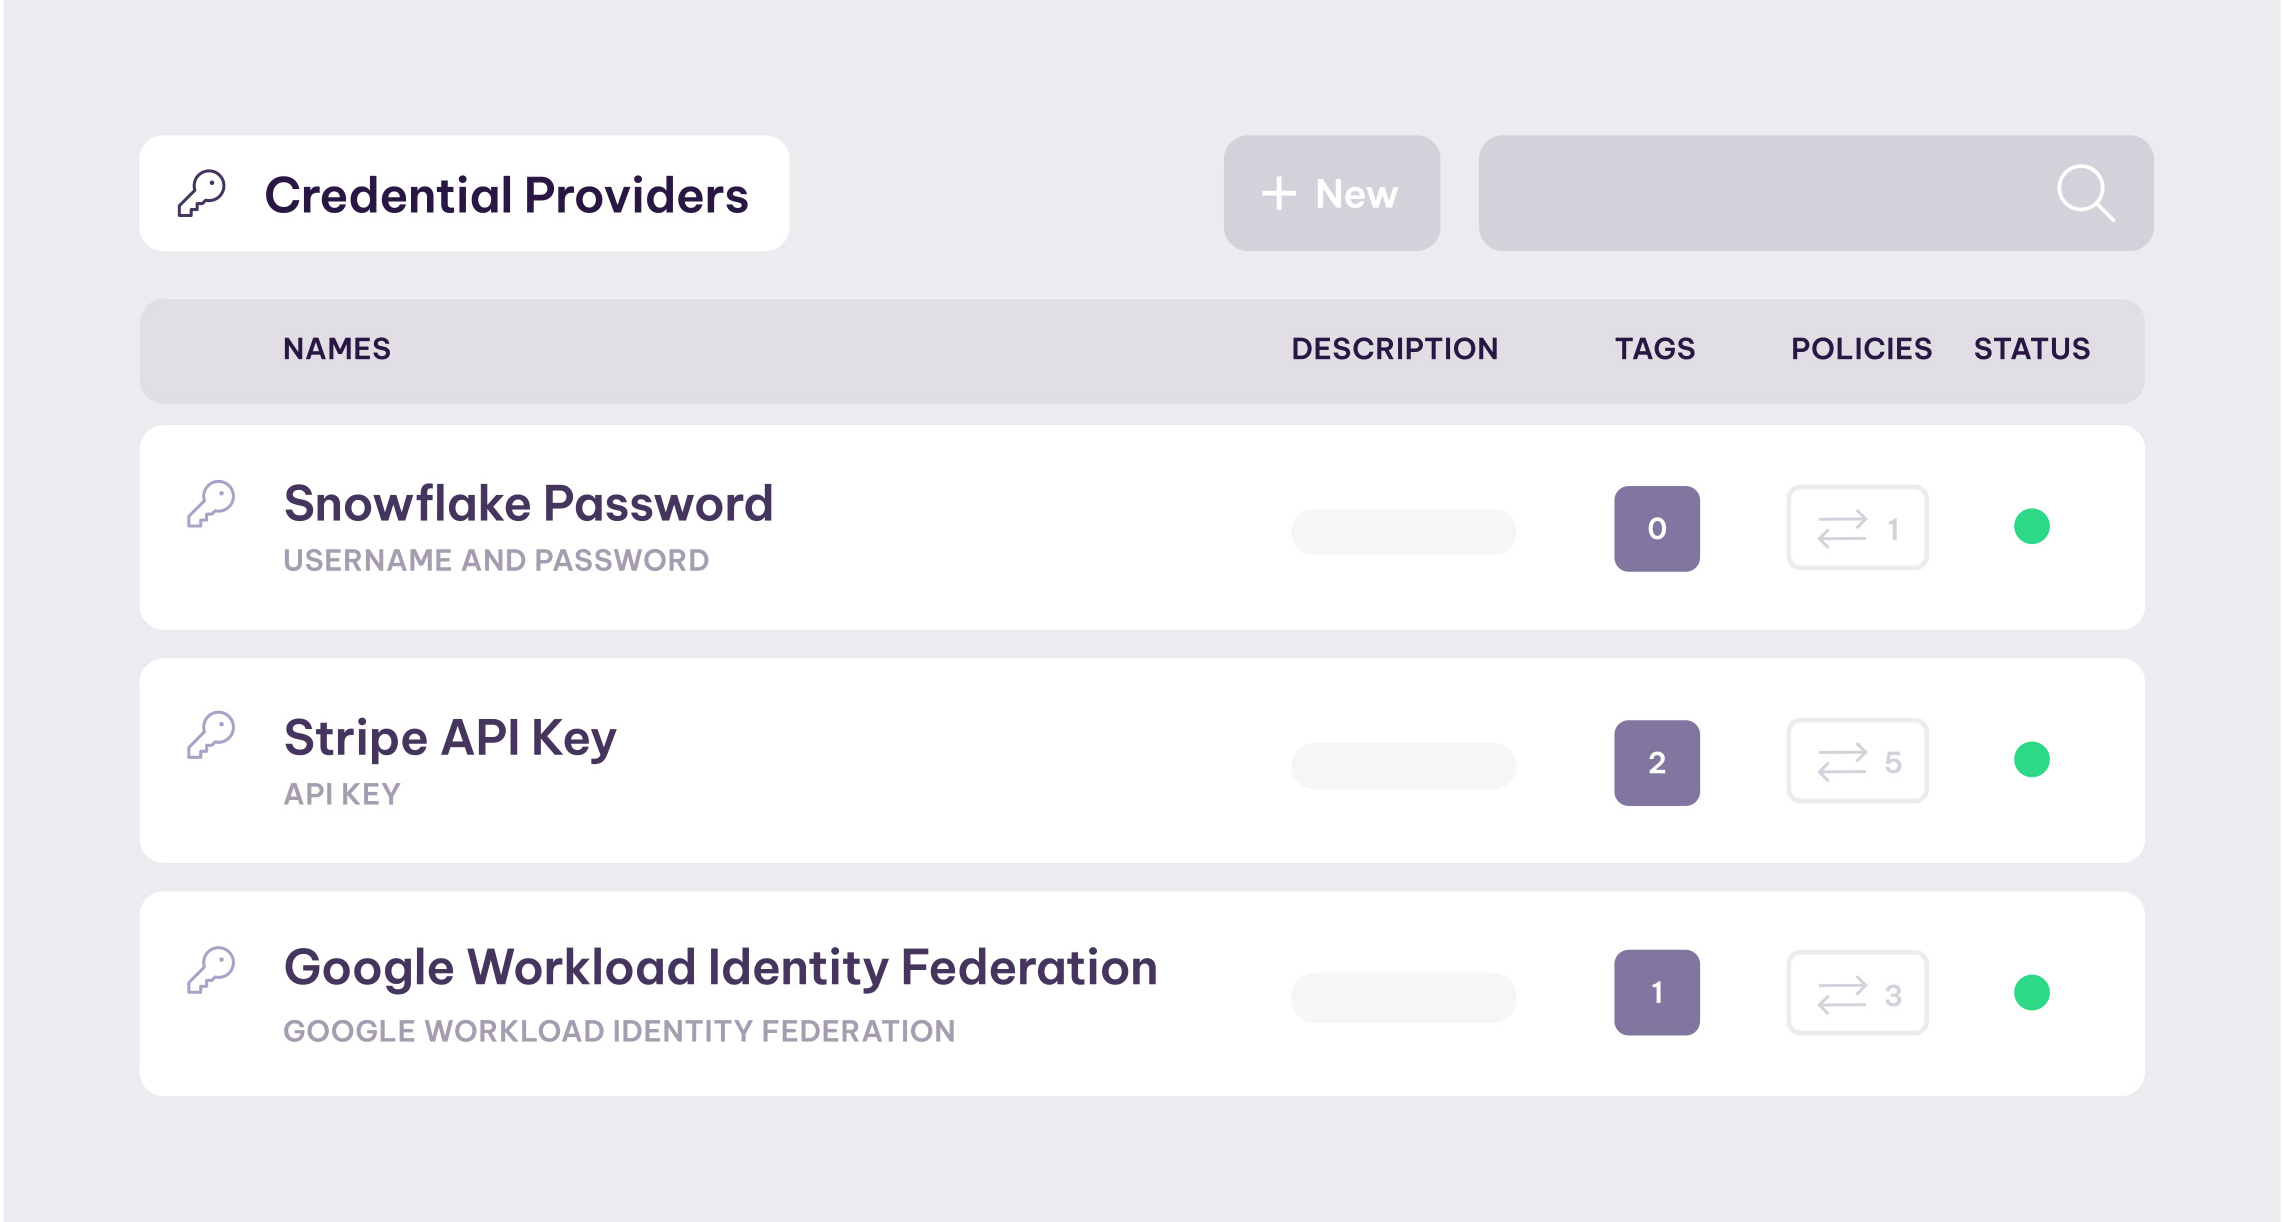 Credential Providers
+ New
NAMES DESCRIPTION TAGS POLICIES STATUS
Snowflake Password
USERNAME AND PASSWORD
0 1
Stripe API Key
API KEY
2 5
Google Workload Identity Federation
GOOGLE WORKLOAD IDENTITY FEDERATION
1 3